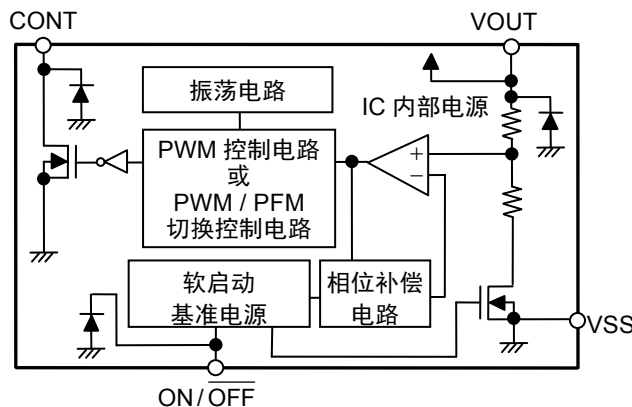 CONT
VOUT
振荡电路
IC 内部电源
PWM 控制电路
或
PWM / PFM
切换控制电路
+
−
软启动
基准电源
相位补偿
电路
VSS
ON / OFF